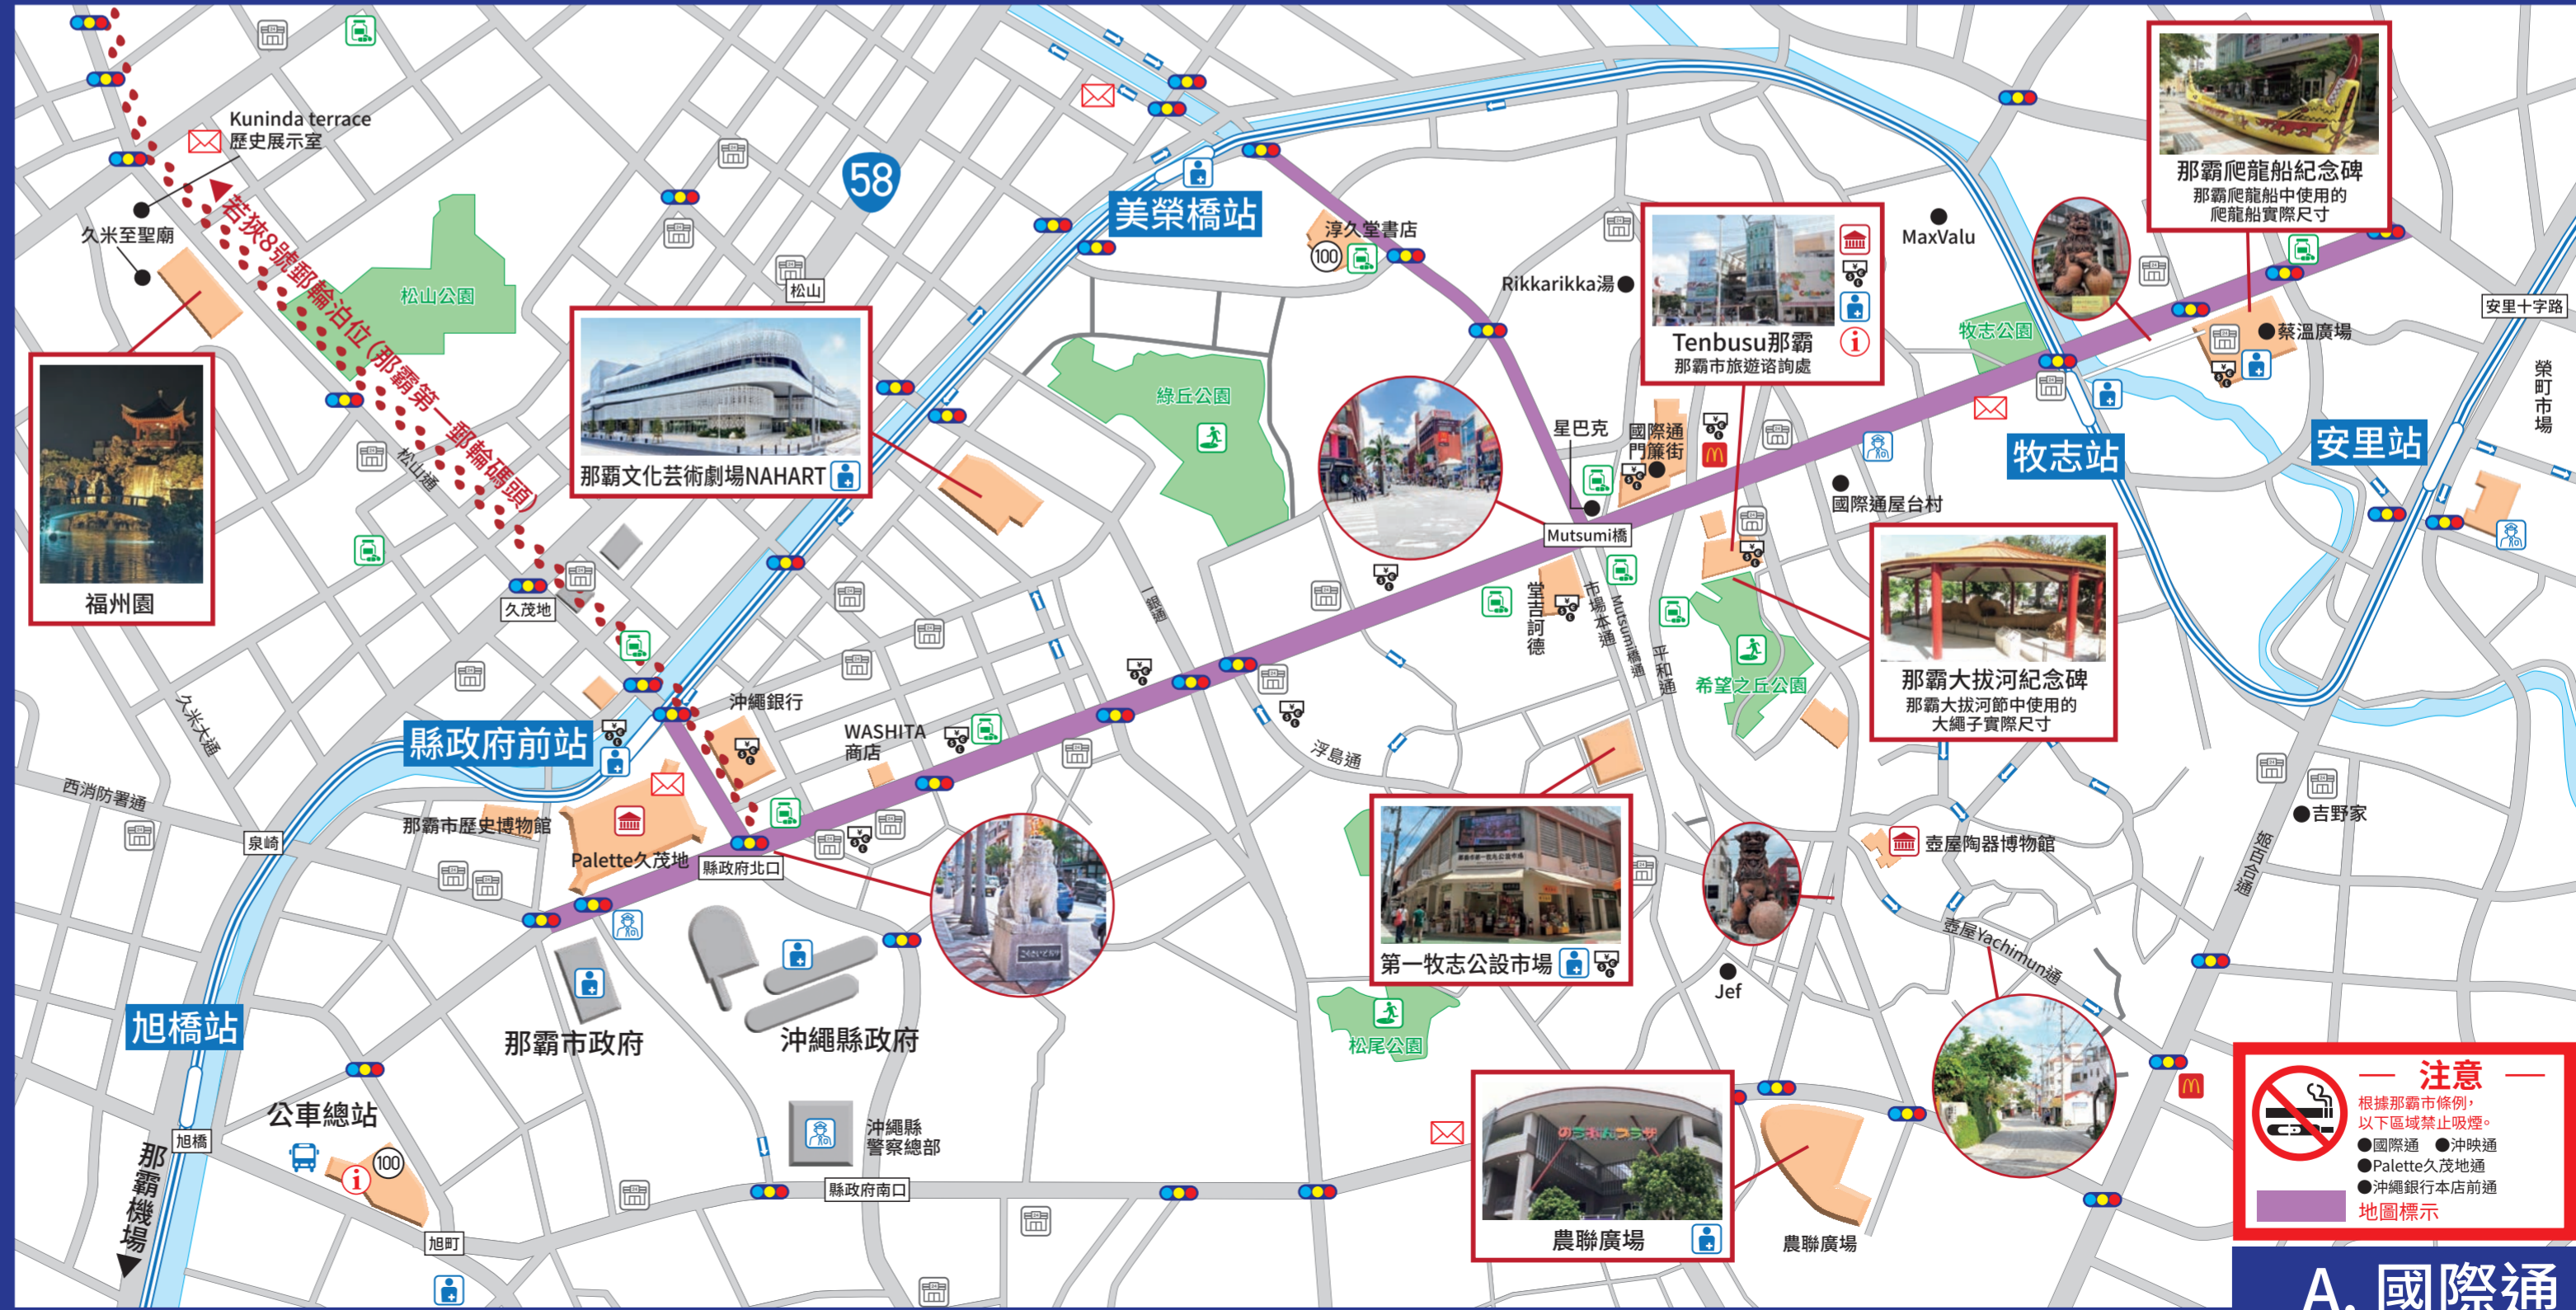 Kuninda terrace
歷史展示室
久米至聖廟
若狹8號郵輪泊位(那霸第一郵輪碼頭)
松山公園
福州園
松山通
久茂地
久米大通
西消防署通
泉崎
58
松山
那霸文化芸術劇場NAHART
美榮橋站
淳久堂書店
100
綠丘公園
一銀通
縣政府前站
沖繩銀行
WASHITA
商店
那霸市歷史博物館
Palette久茂地
縣政府北口
那霸市政府
沖繩縣政府
沖繩縣
警察總部
縣政府南口
旭橋站
旭橋
公車總站
100
旭町
那霸機場
Rikkarikka湯
Tenbusu那霸
那霸市旅遊谘詢處
MaxValu
那霸爬龍船紀念碑
那霸爬龍船中使用的
爬龍船實際尺寸
蔡溫廣場
安里十字路
榮町市場
安里站
牧志公園
牧志站
星巴克
國際通
門簾街
國際通屋台村
Mutsumi橋
堂吉訶德
市場本通
Mutsumi橋通
平和通
希望之丘公園
那霸大拔河紀念碑
那霸大拔河節中使用的
大繩子實際尺寸
浮島通
第一牧志公設市場
壺屋陶器博物館
壺屋Yachimun通
吉野家
姬百合通
Jef
松尾公園
のうれんプラザ
農聯廣場
農聯廣場
注意
根據那霸市條例,
以下區域禁止吸煙。
●國際通 ●沖映通
●Palette久茂地通
●沖繩銀行本店前通
地圖標示
A. 國際通